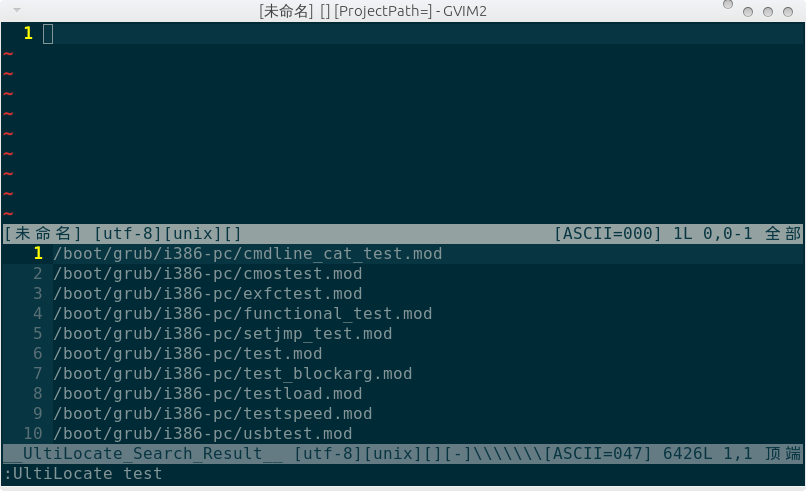 [未命名] [] [ProjectPath=] - GVIM2
1
~
~
~
~
~
~
~
~
~
[未命名] [utf-8][unix][] [ASCII=000] 1L 0,0-1 全部
1 /boot/grub/i386-pc/cmdline_cat_test.mod
2 /boot/grub/i386-pc/cmostest.mod
3 /boot/grub/i386-pc/exfctest.mod
4 /boot/grub/i386-pc/functional_test.mod
5 /boot/grub/i386-pc/setjmp_test.mod
6 /boot/grub/i386-pc/test.mod
7 /boot/grub/i386-pc/test_blockarg.mod
8 /boot/grub/i386-pc/testload.mod
9 /boot/grub/i386-pc/testspeed.mod
10 /boot/grub/i386-pc/usbtest.mod
__UltiLocate_Search_Result__ [utf-8][unix][][-]\\\\\\\[ASCII=047] 6426L 1,1 顶端
:UltiLocate test